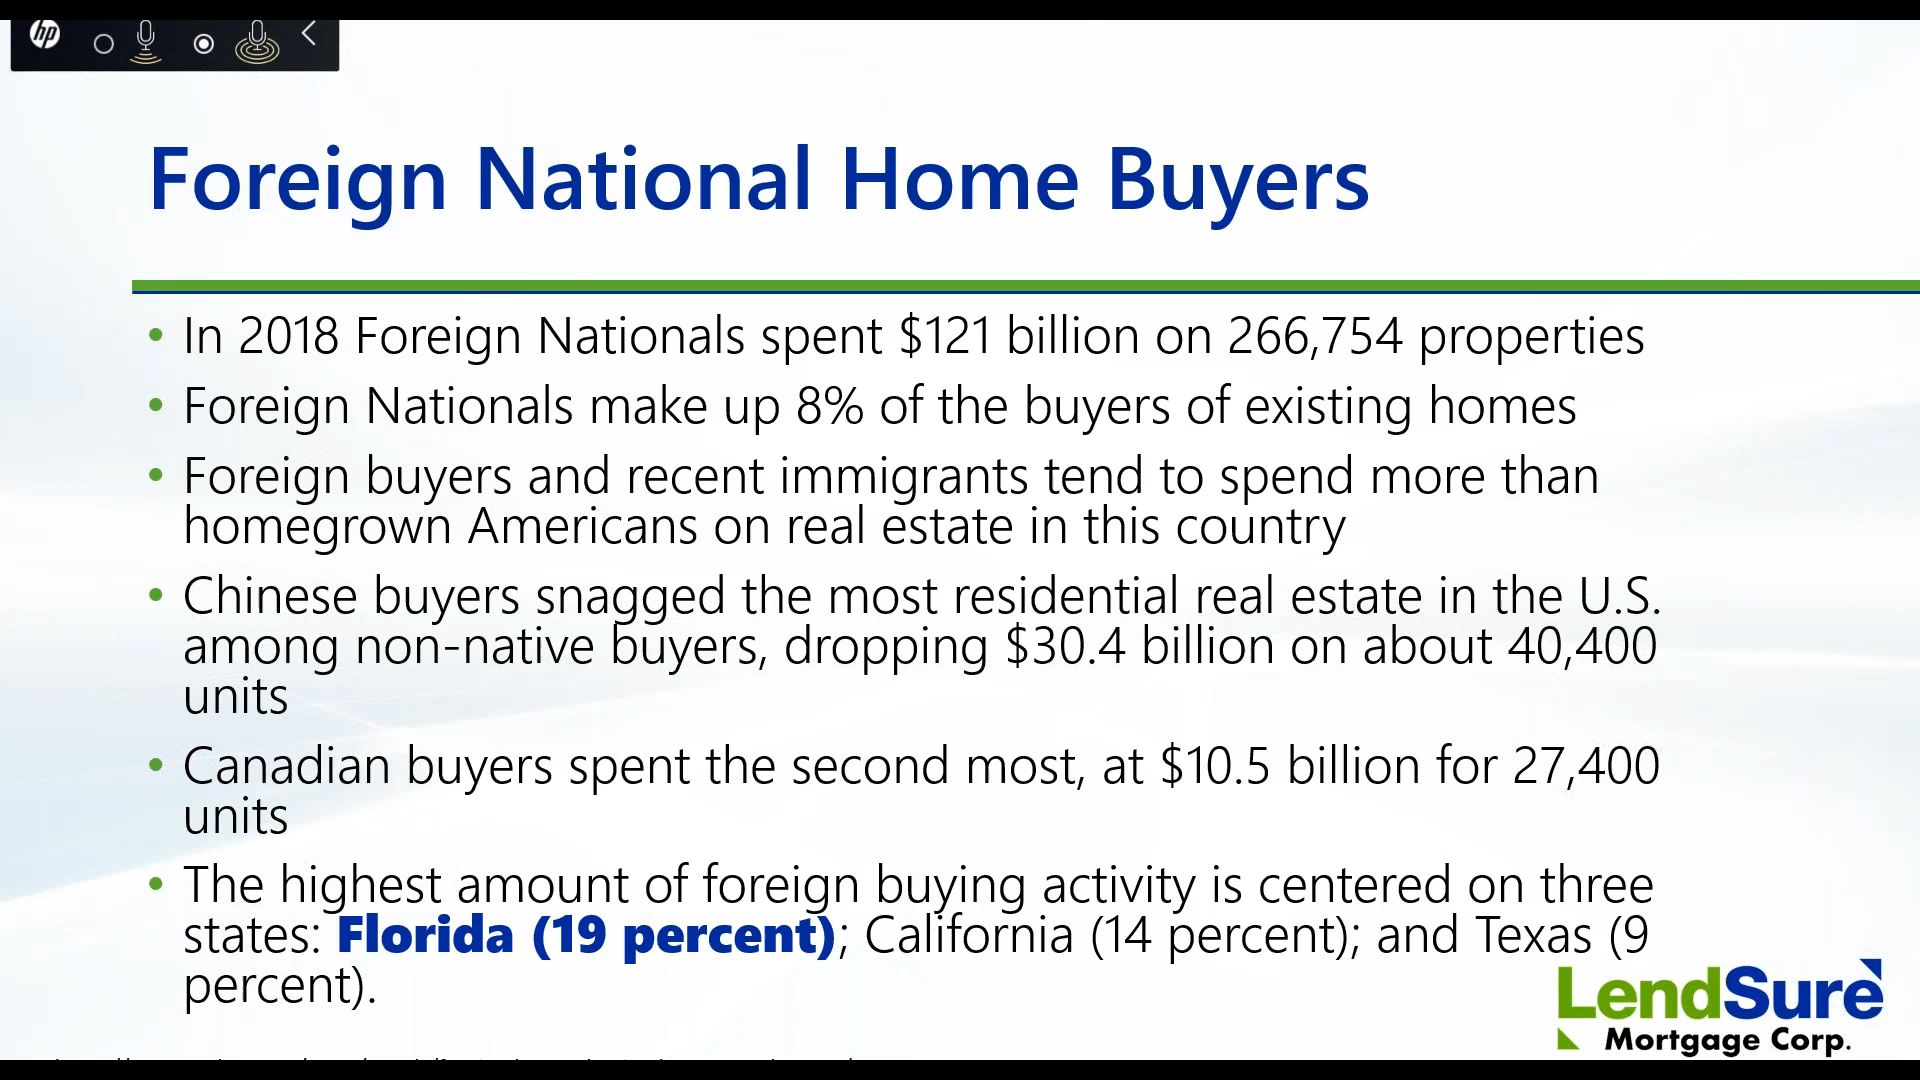 hp
Foreign National Home Buyers
• In 2018 Foreign Nationals spent $121 billion on 266,754 properties
• Foreign Nationals make up 8% of the buyers of existing homes
• Foreign buyers and recent immigrants tend to spend more than
homegrown Americans on real estate in this country
• Chinese buyers snagged the most residential real estate in the U.S.
among non-native buyers, dropping $30.4 billion on about 40,400
units
• Canadian buyers spent the second most, at $10.5 billion for 27,400
units
• The highest amount of foreign buying activity is centered on three
states: Florida (19 percent); California (14 percent); and Texas (9
percent).
LendSure
Mortgage Corp.